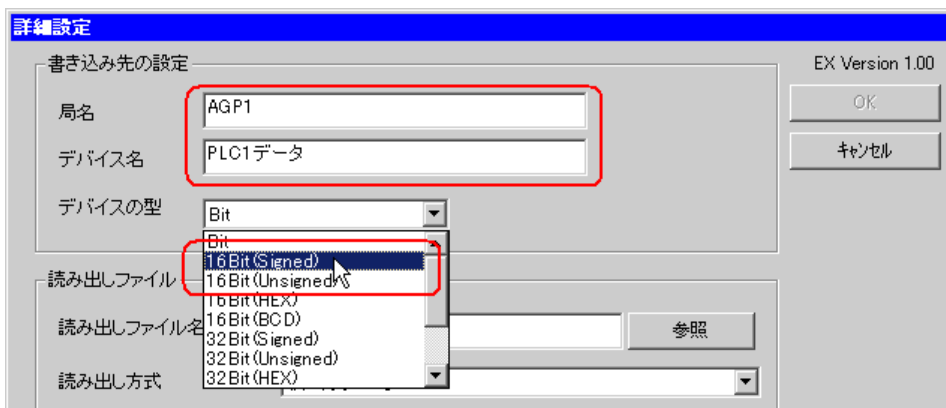 詳細設定
書き込み先の設定
EX Version 1.00
局名
AGP1
OK
デバイス名
PLC1データ
キャンセル
デバイスの型
Bit
Bit
16Bit(Signed)
16Bit(Unsigned)
16Bit(HEX)
16Bit(BCD)
32Bit(Signed)
32Bit(Unsigned)
32Bit(HEX)
読み出しファイル
読み出しファイル名
参照
読み出し方式